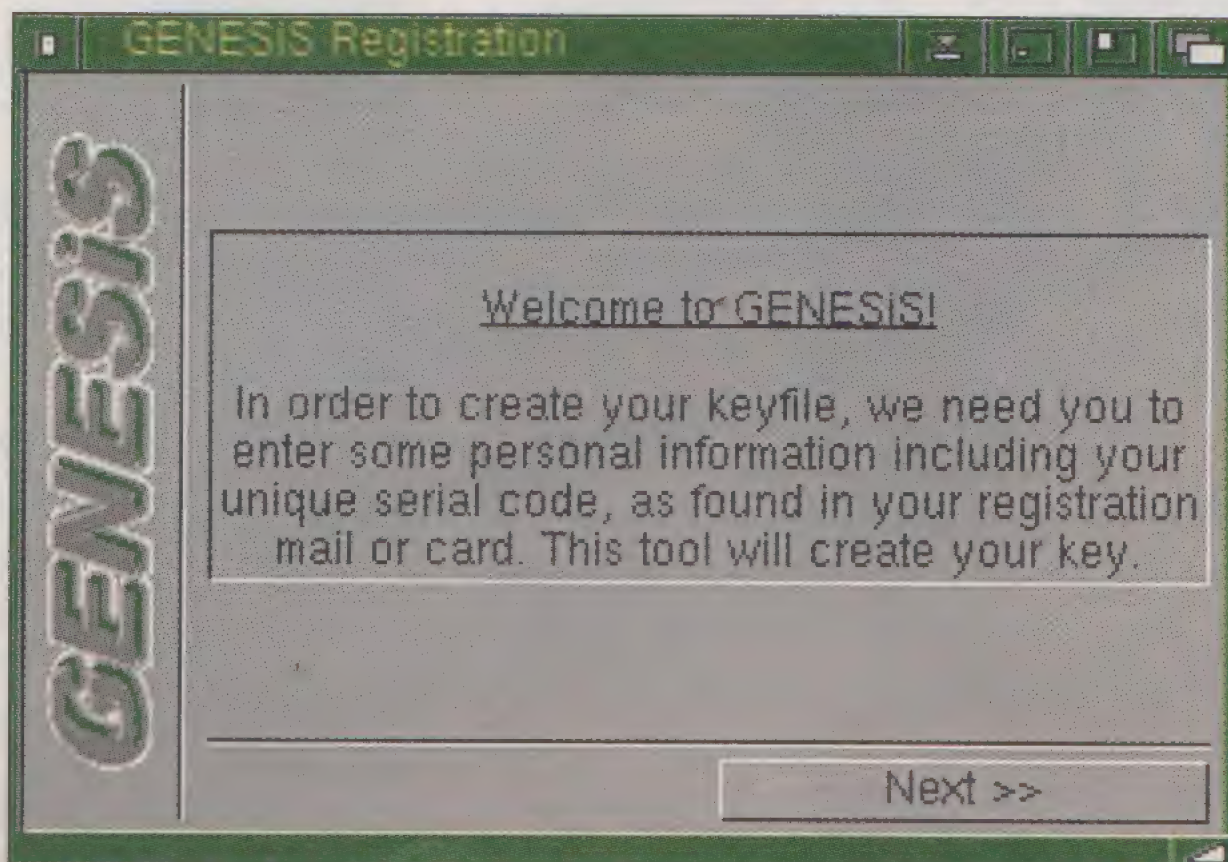 GENESiS Registration
GENESiS
Welcome to GENESiS!
In order to create your keyfile, we need you to
enter some personal information including your
unique serial code, as found in your registration
mail or card. This tool will create your key.
Next >>